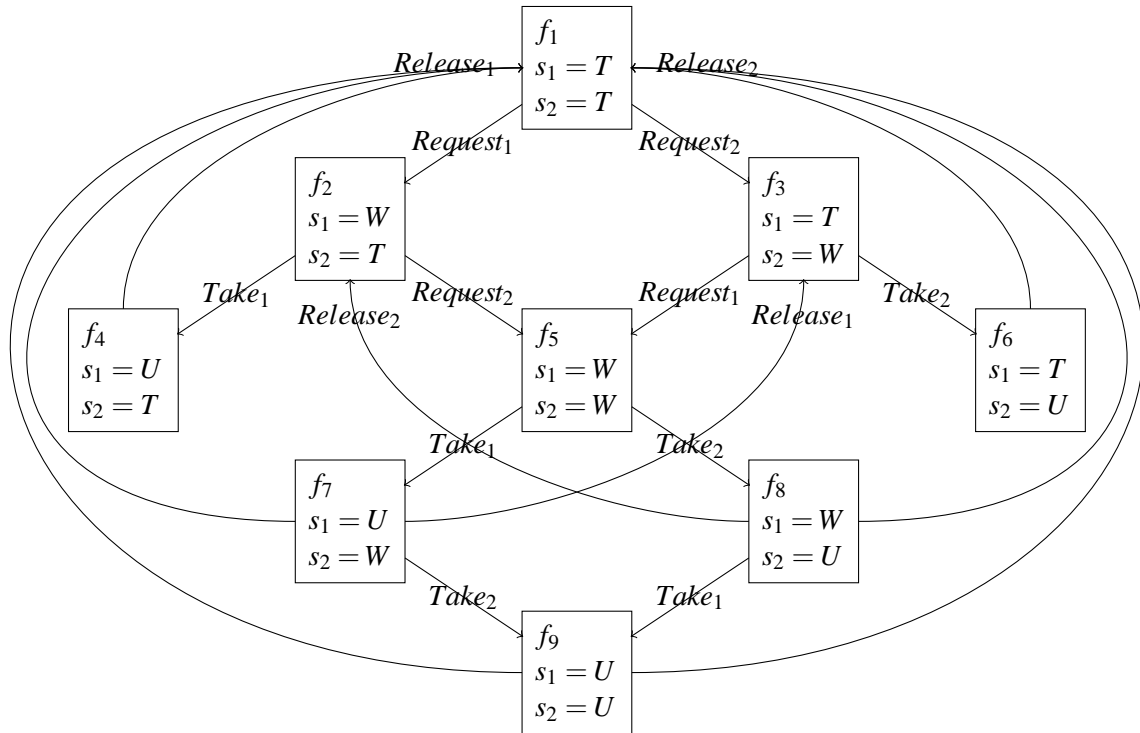 f₁
Release₁ s₁ = T Release₂
s₂ = T
Request₁ Request₂
f₂ f₃
s₁ = W s₁ = T
s₂ = T s₂ = W
Take₁ Request₂ Request₁ Take₂
Release₂ Release₁
f₄ f₅ f₆
s₁ = U s₁ = W s₁ = T
s₂ = T s₂ = W s₂ = U
Take₁ Take₂
f₇ f₈
s₁ = U s₁ = W
s₂ = W s₂ = U
Take₂ Take₁
f₉
s₁ = U
s₂ = U